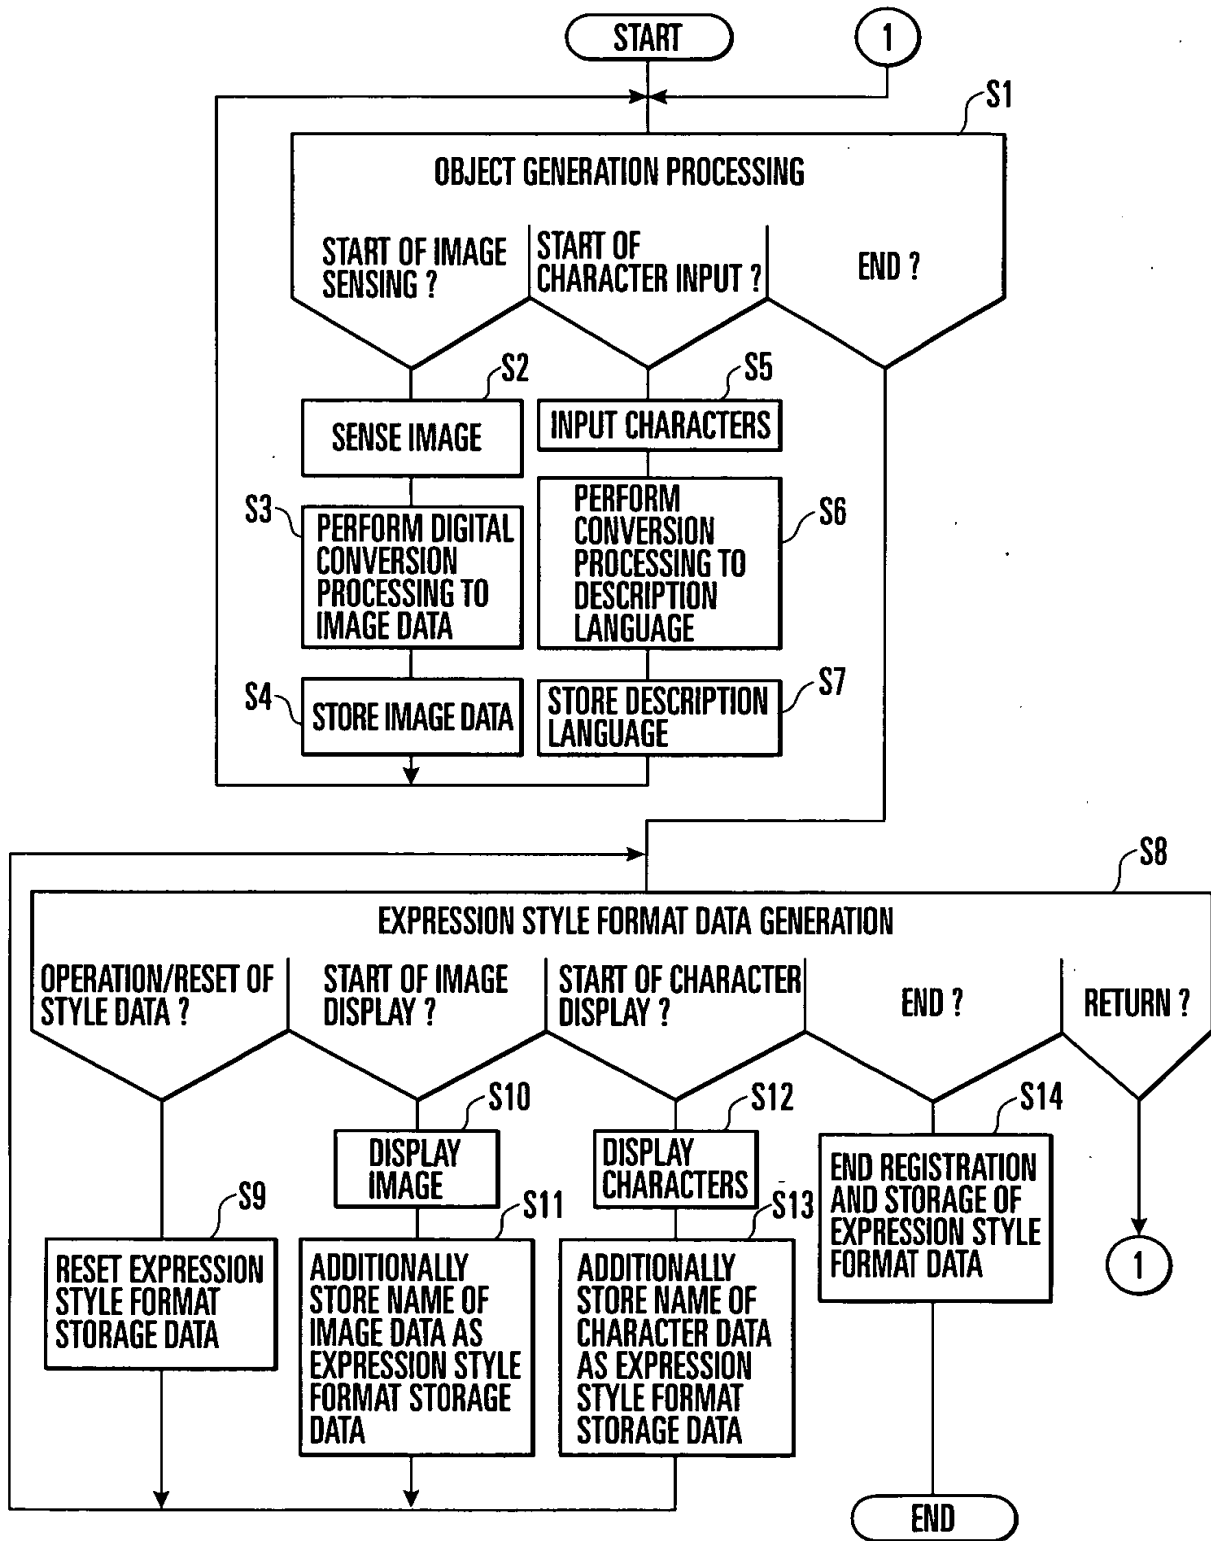 START
1
S1
OBJECT GENERATION PROCESSING
START OF IMAGE
SENSING ?
START OF
CHARACTER INPUT ?
END ?
S2
SENSE IMAGE
S5
INPUT CHARACTERS
S3
PERFORM DIGITAL
CONVERSION
PROCESSING TO
IMAGE DATA
S6
PERFORM
CONVERSION
PROCESSING TO
DESCRIPTION
LANGUAGE
S4
STORE IMAGE DATA
S7
STORE DESCRIPTION
LANGUAGE
S8
EXPRESSION STYLE FORMAT DATA GENERATION
OPERATION/RESET OF
STYLE DATA ?
START OF IMAGE
DISPLAY ?
START OF CHARACTER
DISPLAY ?
END ?
RETURN ?
S10
DISPLAY
IMAGE
S12
DISPLAY
CHARACTERS
S14
END REGISTRATION
AND STORAGE OF
EXPRESSION STYLE
FORMAT DATA
S9
RESET EXPRESSION
STYLE FORMAT
STORAGE DATA
S11
ADDITIONALLY
STORE NAME OF
IMAGE DATA AS
EXPRESSION STYLE
FORMAT STORAGE
DATA
S13
ADDITIONALLY
STORE NAME OF
CHARACTER DATA
AS EXPRESSION
STYLE FORMAT
STORAGE DATA
1
END